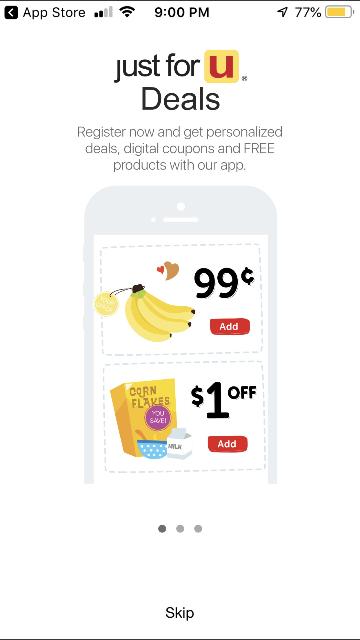 App Store
9:00 PM
77%
just for u®
Deals
Register now and get personalized
deals, digital coupons and FREE
products with our app.
99¢
Add
CORN
FLAKES
YOU
SAVE!
MILK
$1 OFF
Add
Skip